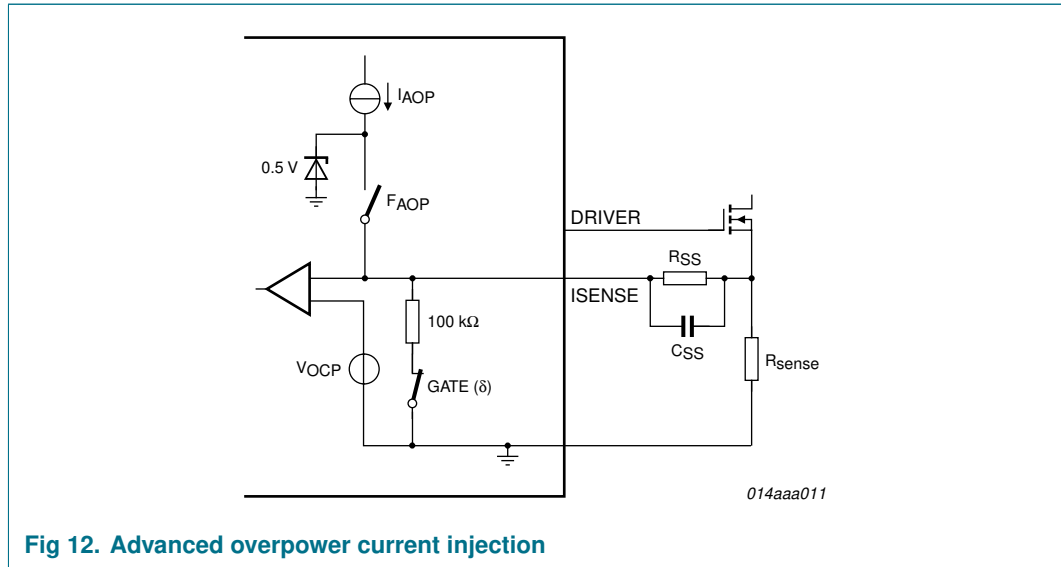 IAOP
0.5 V
FAOP
DRIVER
RSS
ISENSE
100 kΩ
CSS
Rsense
VOCP
GATE (δ)
014aaa011
Fig 12. Advanced overpower current injection